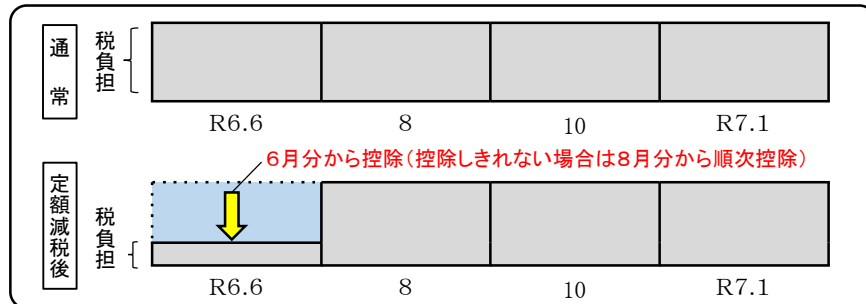 通常
税負担
R6.6 8 10 R7.1
6月分から控除(控除しきれない場合は8月分から順次控除)
定額減税後
税負担
R6.6 8 10 R7.1